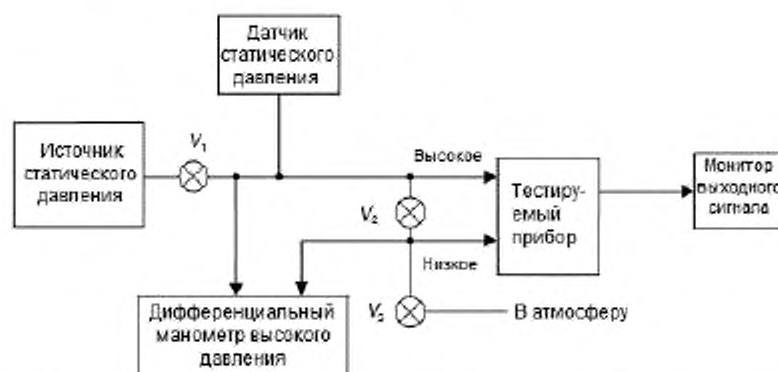 Датчик
статического
давления
Источник
статического
давления
V1
Высокое
Тестиру-
емый
прибор
Монитор
выходного
сигнала
V2
Низкое
Дифференциальный
манометр высокого
давления
V3
В атмосферу